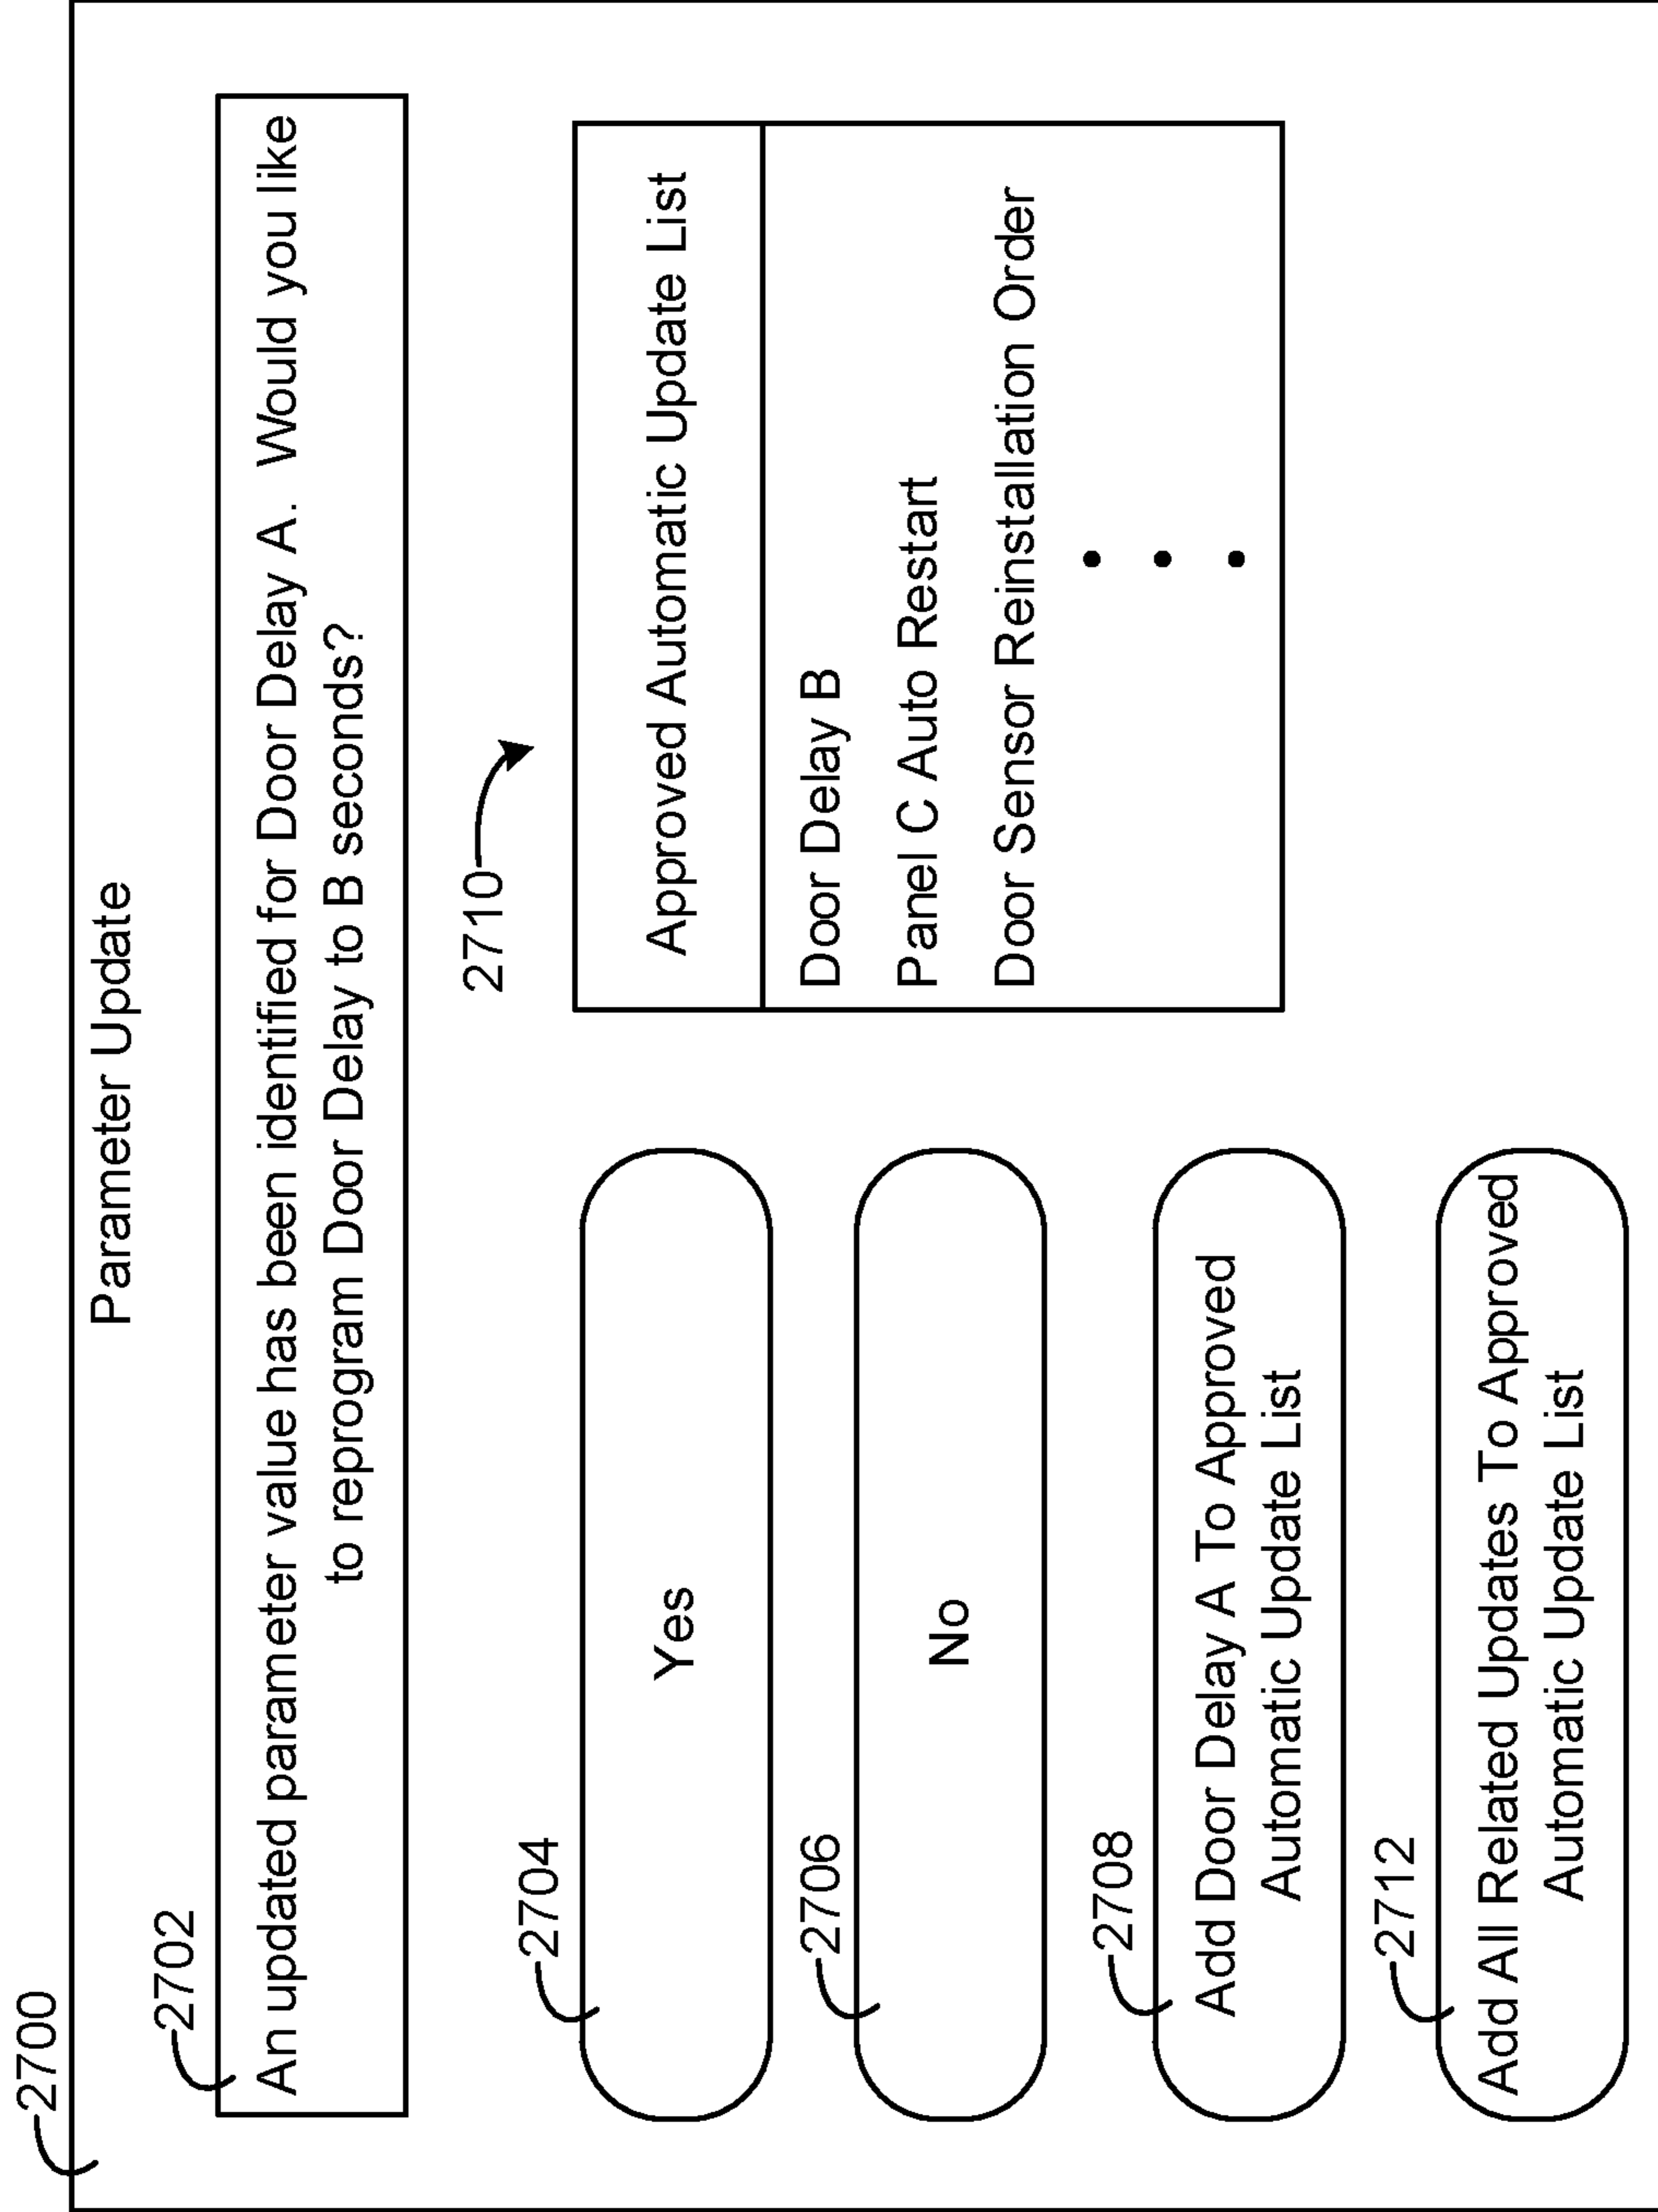 2700
Parameter Update
2702
An updated parameter value has been identified for Door Delay A. Would you like
to reprogram Door Delay to B seconds?
2704
Yes
2706
No
2708
Add Door Delay A To Approved
Automatic Update List
2712
Add All Related Updates To Approved
Automatic Update List
2710
Approved Automatic Update List
Door Delay B
Panel C Auto Restart
Door Sensor Reinstallation Order